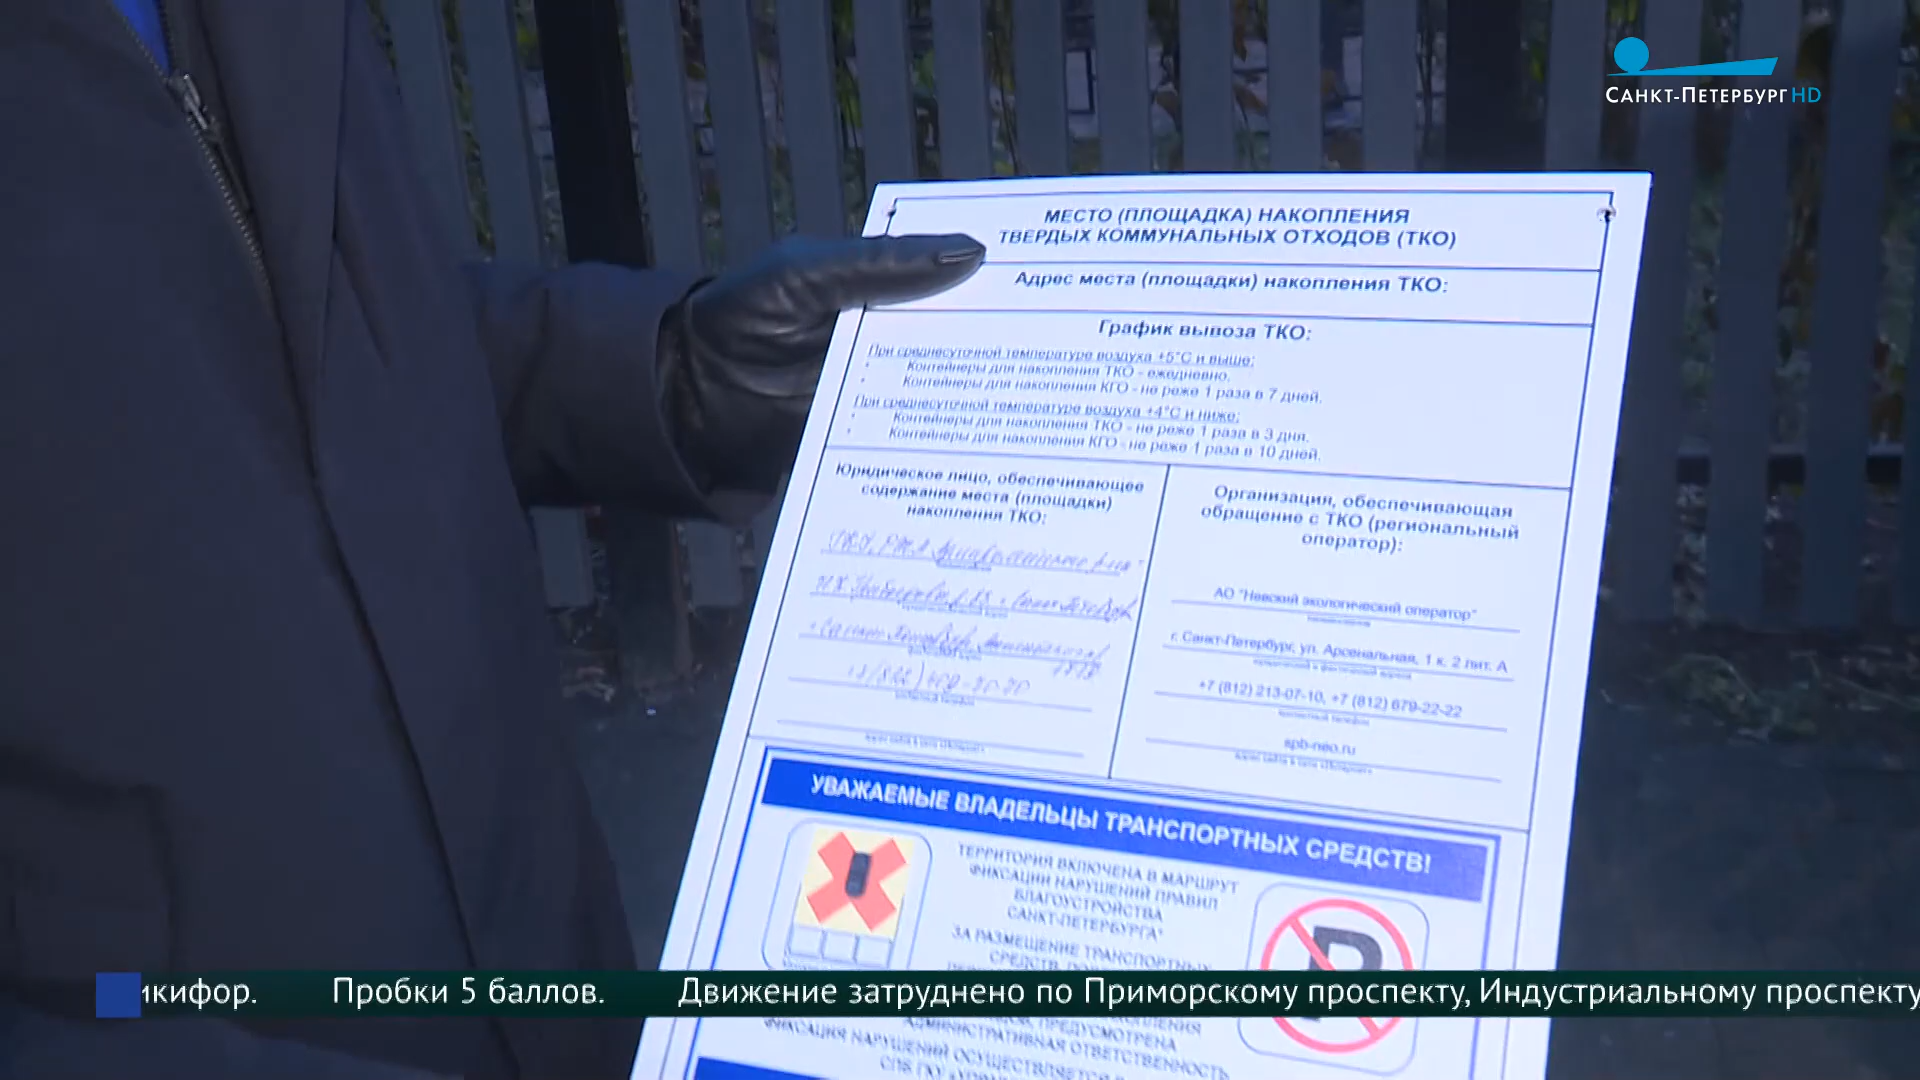 САНКТ-ПЕТЕРБУРГ HD
МЕСТО (ПЛОЩАДКА) НАКОПЛЕНИЯ
ТВЕРДЫХ КОММУНАЛЬНЫХ ОТХОДОВ (ТКО)
Адрес места (площадки) накопления ТКО:
График вывоза ТКО:
При среднесуточной температуре воздуха +5°C и выше:
Контейнеры для накопления ТКО - ежедневно.
Контейнеры для накопления КГО - не реже 1 раза в 7 дней.
При среднесуточной температуре воздуха +4°C и ниже:
Контейнеры для накопления ТКО - не реже 1 раза в 3 дня.
Контейнеры для накопления КГО - не реже 1 раза в 10 дней.
Юридическое лицо, обеспечивающее
содержание места (площадки)
накопления ТКО:
Организация, обеспечивающая
обращение с ТКО (региональный
оператор):
АО "Невский экологический оператор"
г. Санкт-Петербург, ул. Арсенальная, 1 к. 2 лит. А
+7 (812) 213-07-10, +7 (812) 679-22-22
spb-neo.ru
УВАЖАЕМЫЕ ВЛАДЕЛЬЦЫ ТРАНСПОРТНЫХ СРЕДСТВ!
ТЕРРИТОРИЯ ВКЛЮЧЕНА В МАРШРУТ
ФИКСАЦИИ НАРУШЕНИЙ ПРАВИЛ
БЛАГОУСТРОЙСТВА
САНКТ-ПЕТЕРБУРГА*
ЗА РАЗМЕЩЕНИЕ ТРАНСПОРТНЫХ
P
икифор. Пробки 5 баллов. Движение затруднено по Приморскому проспекту, Индустриальному проспекту
ПРЕДУСМОТРЕНА
АДМИНИСТРАТИВНАЯ ОТВЕТСТВЕННОСТЬ
ФИКСАЦИЯ НАРУШЕНИЙ ОСУЩЕСТВЛЯЕТСЯ